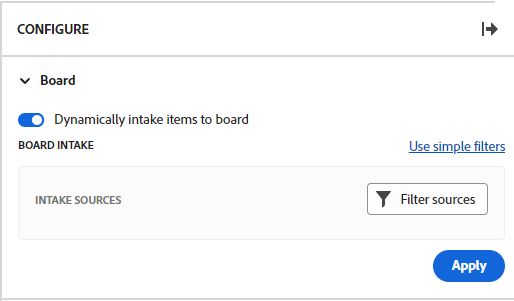 CONFIGURE
Board
Dynamically intake items to board
BOARD INTAKE
Use simple filters
INTAKE SOURCES
Filter sources
Apply